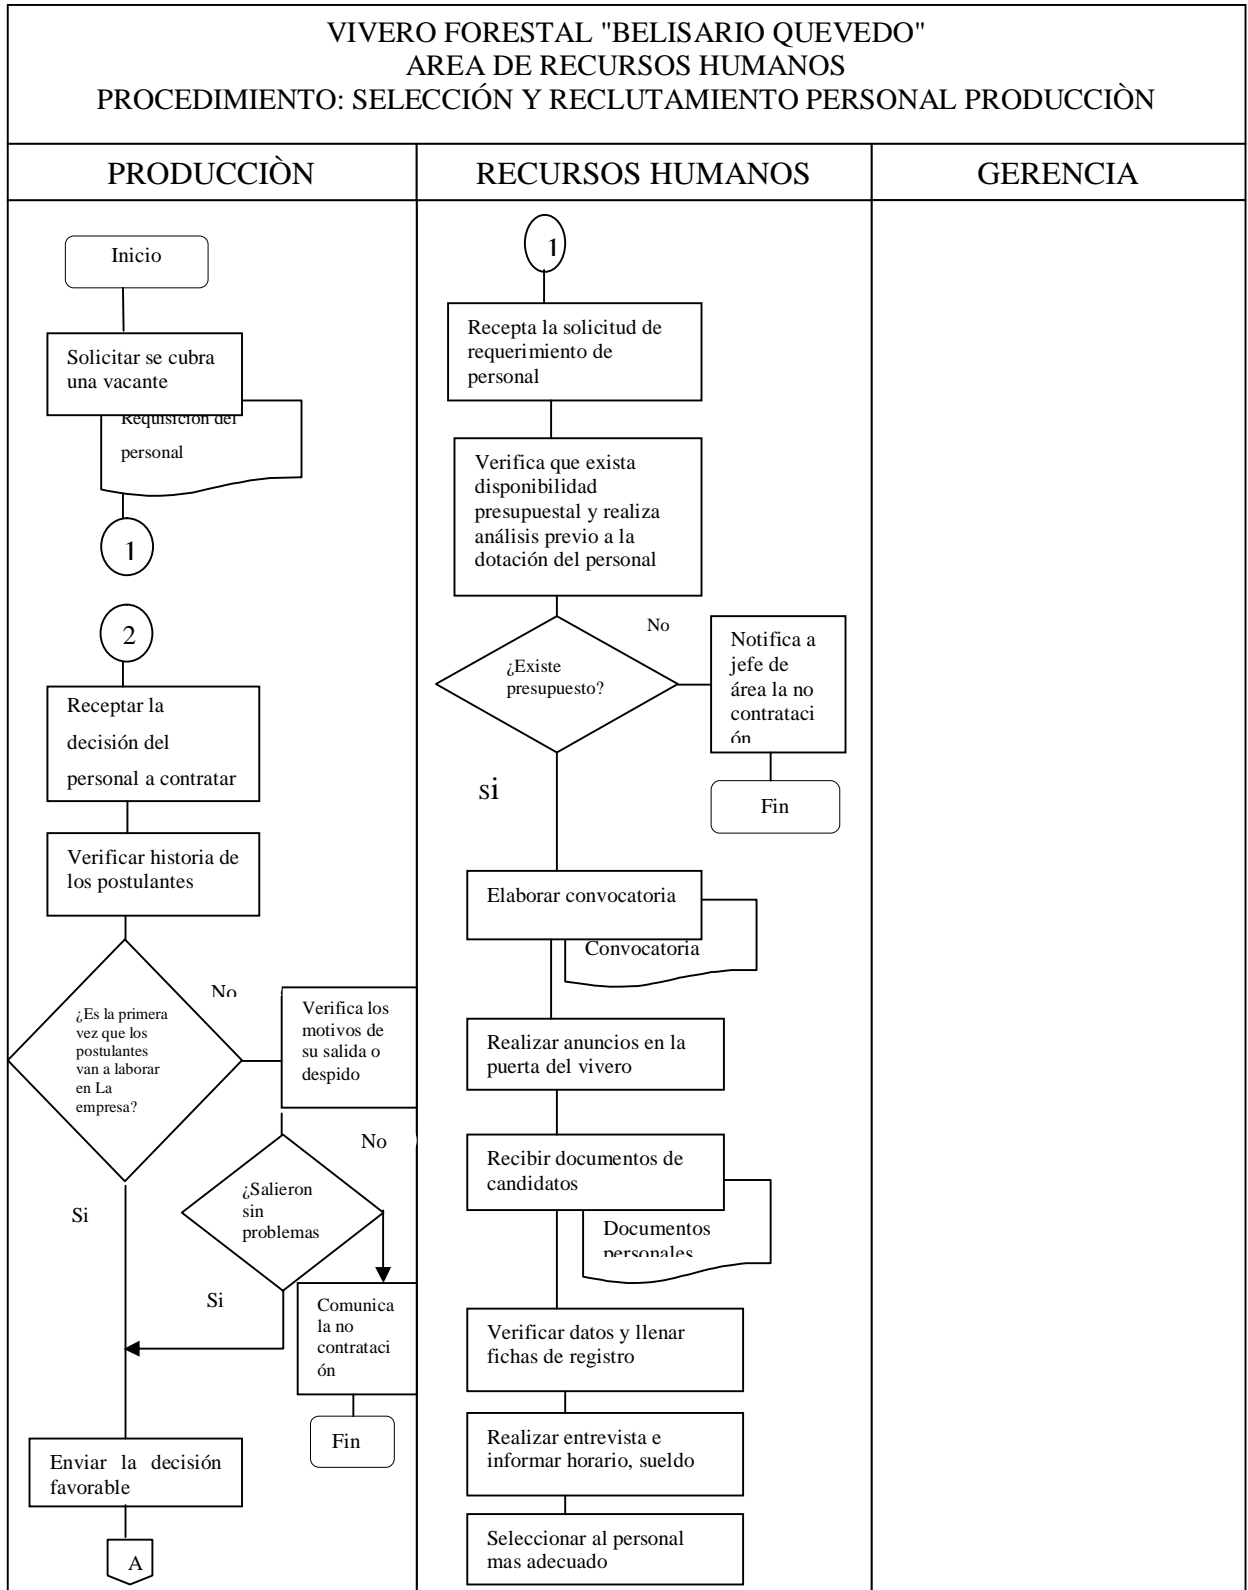 VIVERO FORESTAL "BELISARIO QUEVEDO"
AREA DE RECURSOS HUMANOS
PROCEDIMIENTO: SELECCIÓN Y RECLUTAMIENTO PERSONAL PRODUCCIÒN
PRODUCCIÒN
RECURSOS HUMANOS
GERENCIA
Inicio
Solicitar se cubra
una vacante
Requisición del
personal
1
2
Receptar la
decisión del
personal a contratar
Verificar historia de
los postulantes
¿Es la primera
vez que los
postulantes
van a laborar
en La
empresa?
No
Verifica los
motivos de
su salida o
despido
Si
¿Salieron
sin
problemas
No
Si
Comunica
la no
contrataci
ón
Fin
Enviar la decisión
favorable
A
1
Recepta la solicitud de
requerimiento de
personal
Verifica que exista
disponibilidad
presupuestal y realiza
análisis previo a la
dotación del personal
¿Existe
presupuesto?
No
Notifica a
jefe de
área la no
contrataci
ón
Fin
si
Elaborar convocatoria
Convocatoria
Realizar anuncios en la
puerta del vivero
Recibir documentos de
candidatos
Documentos
personales
Verificar datos y llenar
fichas de registro
Realizar entrevista e
informar horario, sueldo
Seleccionar al personal
mas adecuado